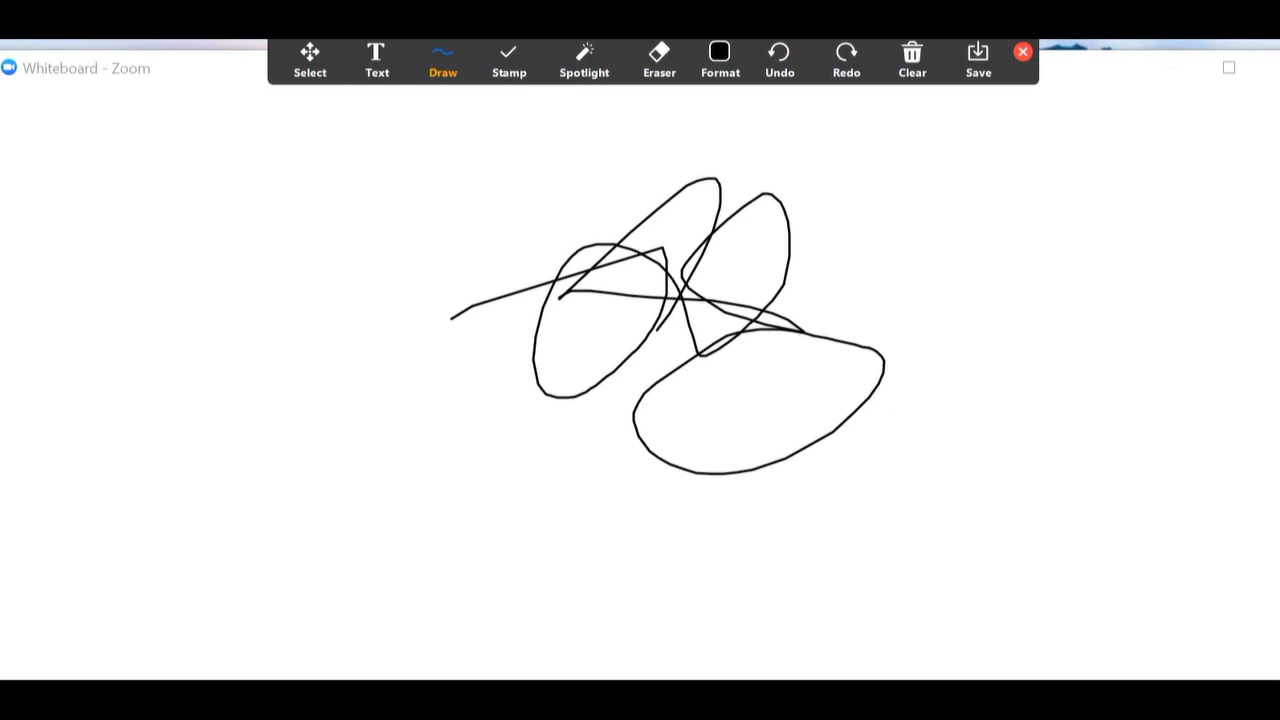 Whiteboard - Zoom
Select Text Draw Stamp Spotlight Eraser Format Undo Redo Clear Save